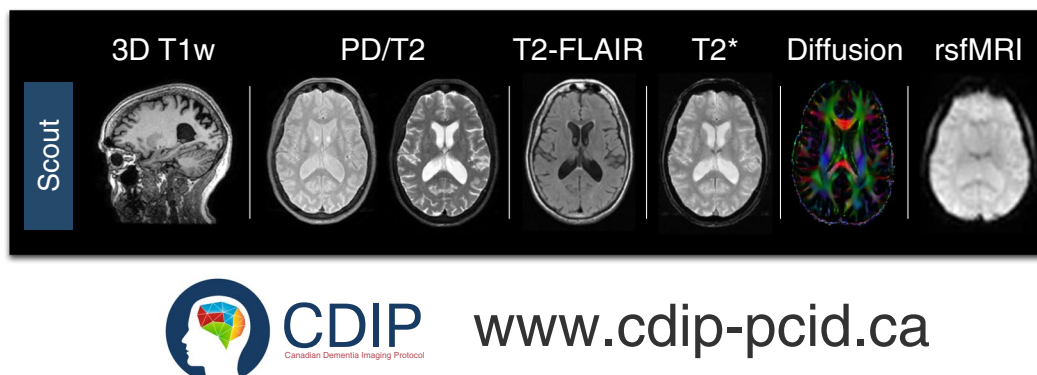 3D T1w PD/T2 T2-FLAIR T2* Diffusion rsfMRI
Scout
CDIP
Canadian Dementia Imaging Protocol
www.cdip-pcid.ca